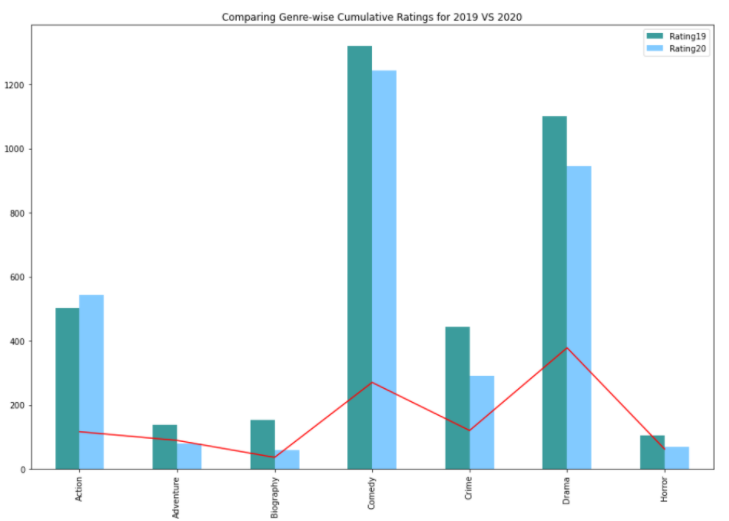 Comparing Genre-wise Cumulative Ratings for 2019 VS 2020
Rating19
Rating20
1200
1000
800
600
400
200
0
Action
Adventure
Biography
Comedy
Crime
Drama
Horror